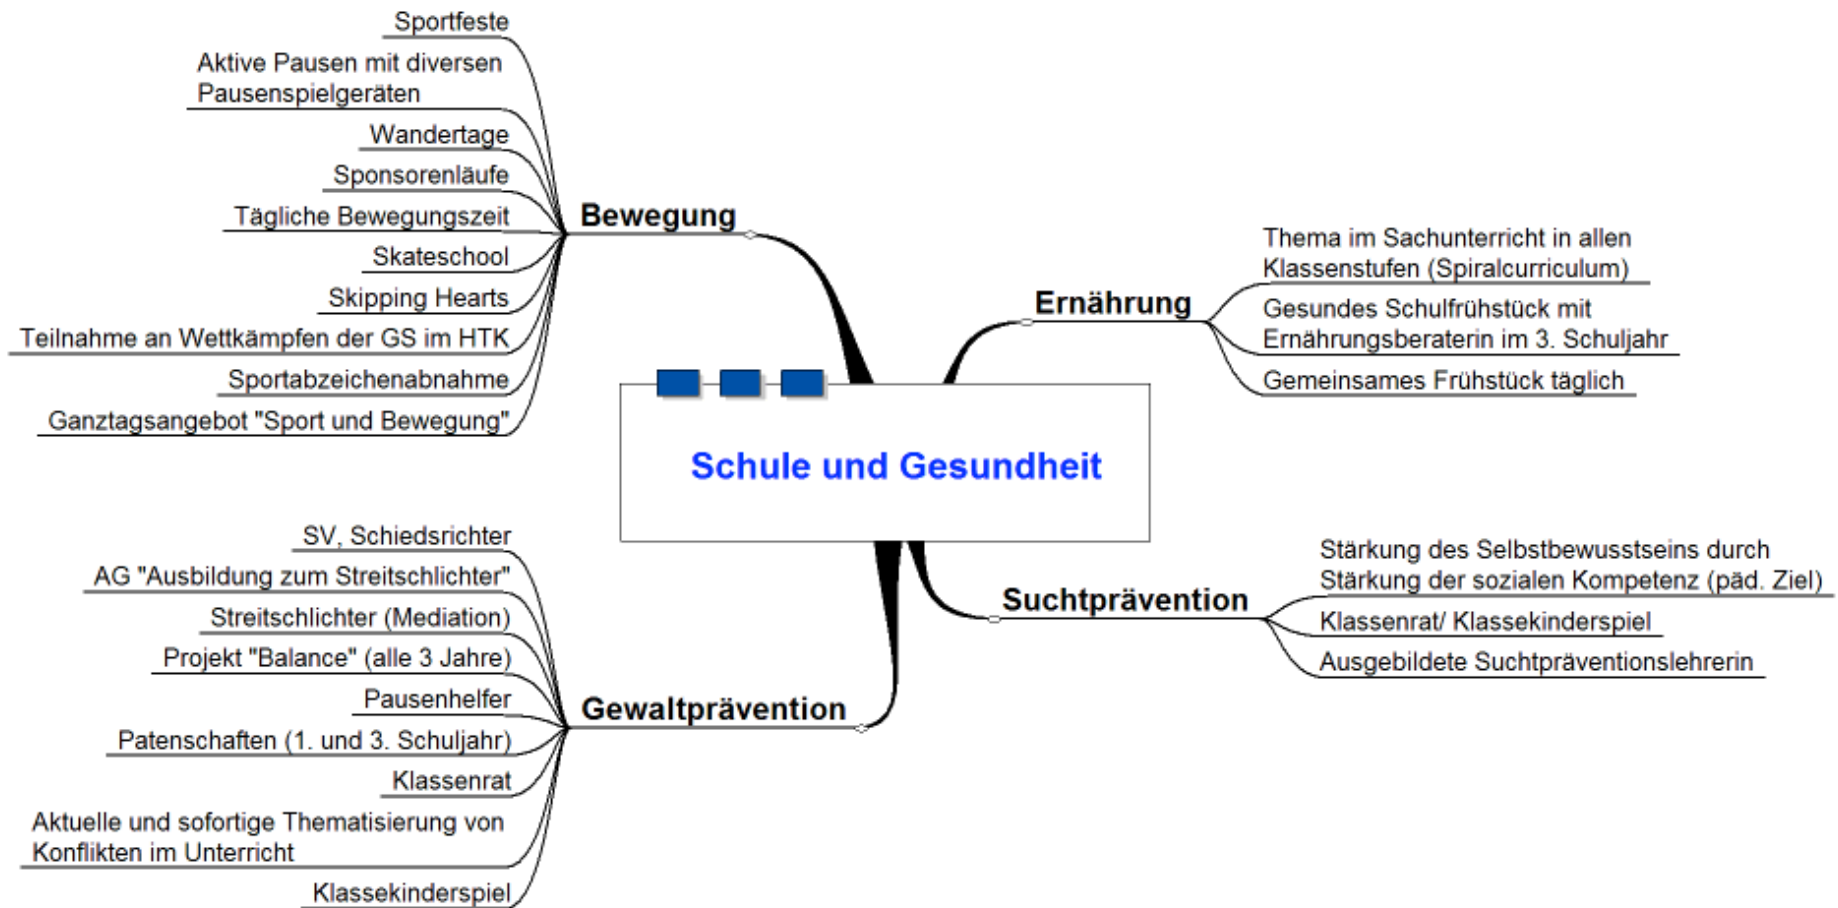 Sportfeste
Aktive Pausen mit diversen
Pausenspielgeräten
Wandertage
Sponsorenläufe
Tägliche Bewegungszeit
Skateschool
Skipping Hearts
Teilnahme an Wettkämpfen der GS im HTK
Sportabzeichenabnahme
Ganztagsangebot "Sport und Bewegung"
Bewegung
Ernährung
Thema im Sachunterricht in allen
Klassenstufen (Spiralcurriculum)
Gesundes Schulfrühstück mit
Ernährungsberaterin im 3. Schuljahr
Gemeinsames Frühstück täglich
Schule und Gesundheit
SV, Schiedsrichter
AG "Ausbildung zum Streitschlichter"
Streitschlichter (Mediation)
Projekt "Balance" (alle 3 Jahre)
Pausenhelfer
Patenschaften (1. und 3. Schuljahr)
Klassenrat
Aktuelle und sofortige Thematisierung von
Konflikten im Unterricht
Klassekinderspiel
Gewaltprävention
Suchtprävention
Stärkung des Selbstbewusstseins durch
Stärkung der sozialen Kompetenz (päd. Ziel)
Klassenrat/ Klassekinderspiel
Ausgebildete Suchtpräventionslehrerin